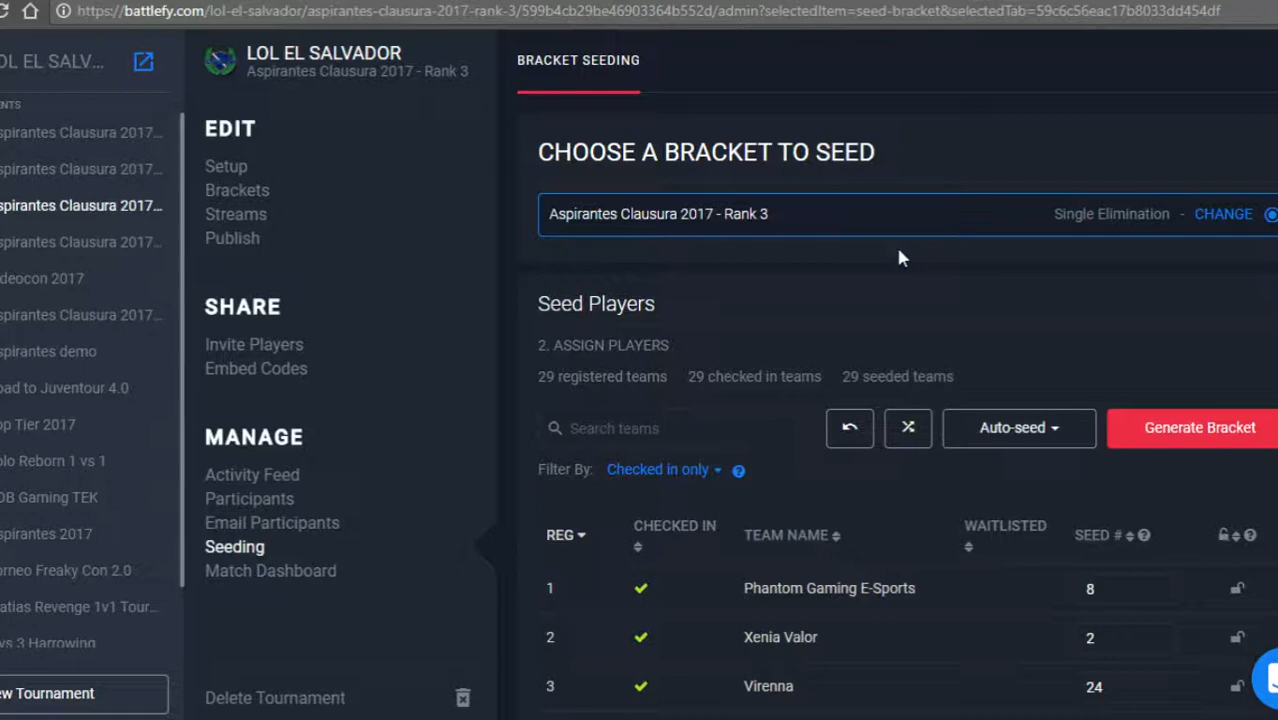 https://battlefy.com/lol-el-salvador/aspirantes-clausura-2017-rank-3/599b4cb29be46903364b552d/admin?selectedItem=seed-bracket&selectedTab=59c6c56eac17b8033dd454df
OL EL SALV...
ENTS
spirantes Clausura 2017...
spirantes Clausura 2017...
spirantes Clausura 2017...
spirantes Clausura 2017...
deocon 2017
spirantes Clausura 2017...
spirantes demo
oad to Juventour 4.0
op Tier 2017
olo Reborn 1 vs 1
OB Gaming TEK
spirantes 2017
orneo Freaky Con 2.0
atias Revenge 1v1 Tour...
vs 3 Harrowing
ew Tournament
LOL EL SALVADOR
Aspirantes Clausura 2017 - Rank 3
EDIT
Setup
Brackets
Streams
Publish
SHARE
Invite Players
Embed Codes
MANAGE
Activity Feed
Participants
Email Participants
Seeding
Match Dashboard
Delete Tournament
BRACKET SEEDING
CHOOSE A BRACKET TO SEED
Aspirantes Clausura 2017 - Rank 3 Single Elimination - CHANGE
Seed Players
2. ASSIGN PLAYERS
29 registered teams 29 checked in teams 29 seeded teams
Search teams Auto-seed Generate Bracket
Filter By: Checked in only
REG CHECKED IN TEAM NAME WAITLISTED SEED #
1 Phantom Gaming E-Sports 8
2 Xenia Valor 2
3 Virenna 24